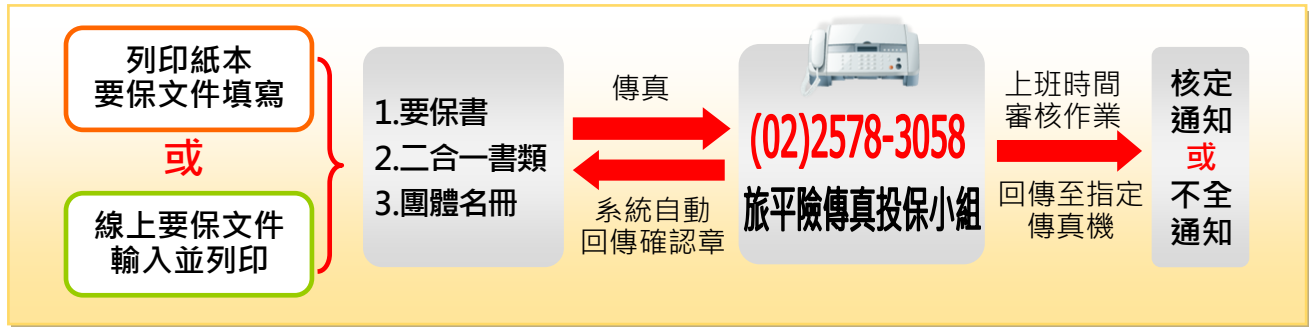 列印紙本
要保文件填寫
或
線上要保文件
輸入並列印
1.要保書
2.二合一書類
3.團體名冊
傳真
系統自動
回傳確認章
(02)2578-3058
旅平險傳真投保小組
上班時間
審核作業
回傳至指定
傳真機
核定
通知
或
不全
通知